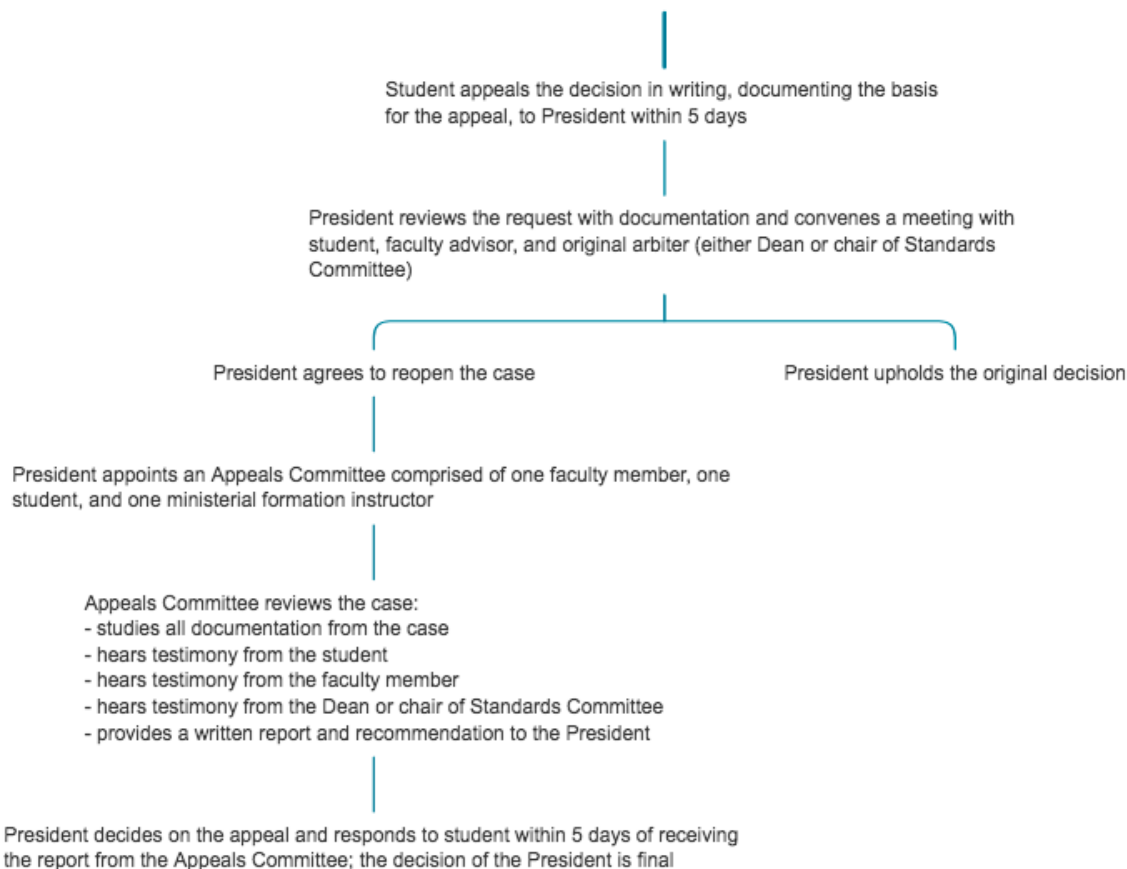 Student appeals the decision in writing, documenting the basis
for the appeal, to President within 5 days
President reviews the request with documentation and convenes a meeting with
student, faculty advisor, and original arbiter (either Dean or chair of Standards
Committee)
President agrees to reopen the case
President upholds the original decision
President appoints an Appeals Committee comprised of one faculty member, one
student, and one ministerial formation instructor
Appeals Committee reviews the case:
- studies all documentation from the case
- hears testimony from the student
- hears testimony from the faculty member
- hears testimony from the Dean or chair of Standards Committee
- provides a written report and recommendation to the President
President decides on the appeal and responds to student within 5 days of receiving
the report from the Appeals Committee; the decision of the President is final